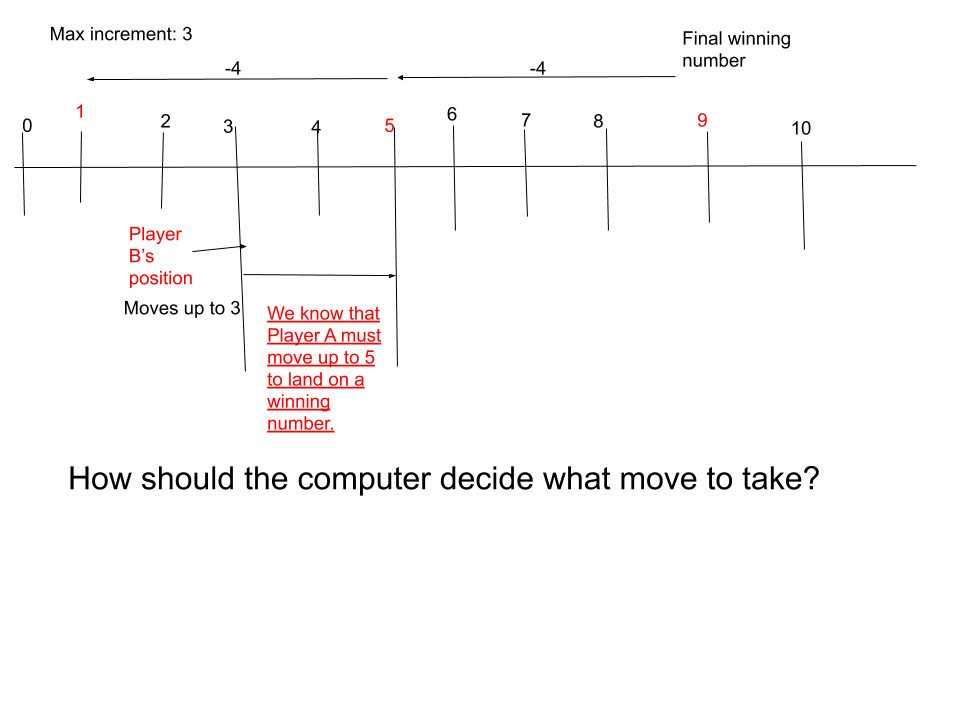 Max increment: 3
Final winning
number
-4
-4
0
1
2
3
4
5
6
7
8
9
10
Player
B’s
position
Moves up to 3
We know that
Player A must
move up to 5
to land on a
winning
number.
How should the computer decide what move to take?